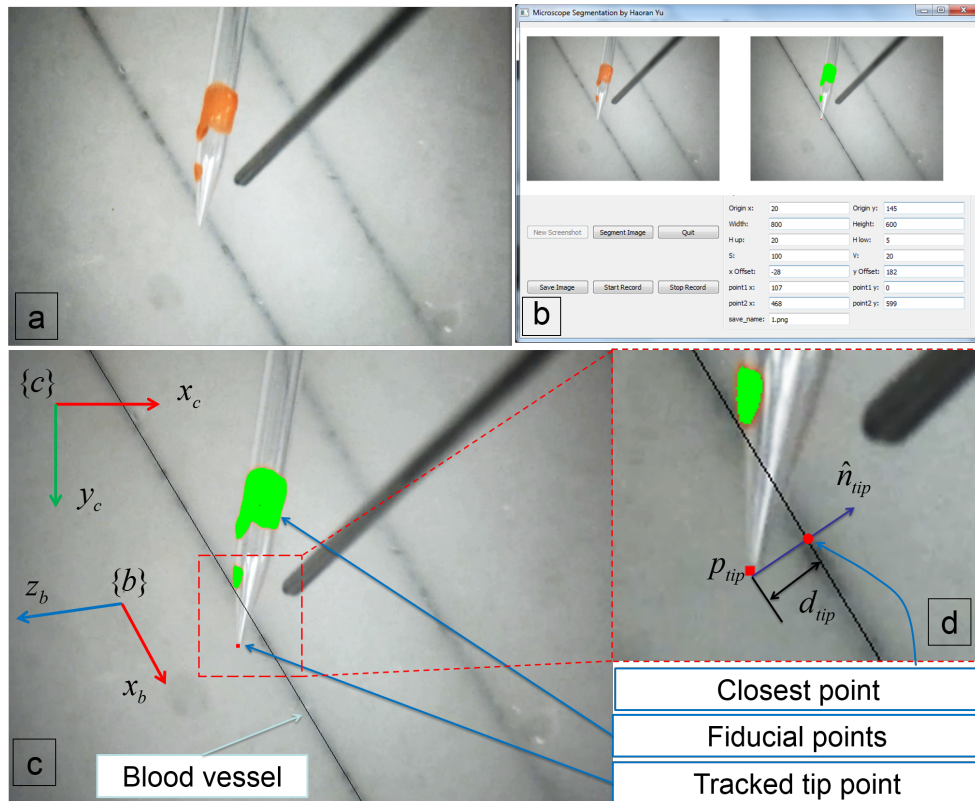 a
Microscope Segmentation by Haoran Yu
Origin x: 20 Origin y: 145
Width: 800 Height: 600
New Screenshot Segment Image Quit
H up: 20 H low: 5
S: 100 V: 20
x Offset: -28 y Offset: 182
Save Image Start Record Stop Record
point1 x: 107 point1 y: 0
point2 x: 468 point2 y: 599
save_name: 1.png
b
{c}
x_c
y_c
{b}
z_b
x_b
Blood vessel
c
n̂_tip
p_tip
d_tip
d
Closest point
Fiducial points
Tracked tip point